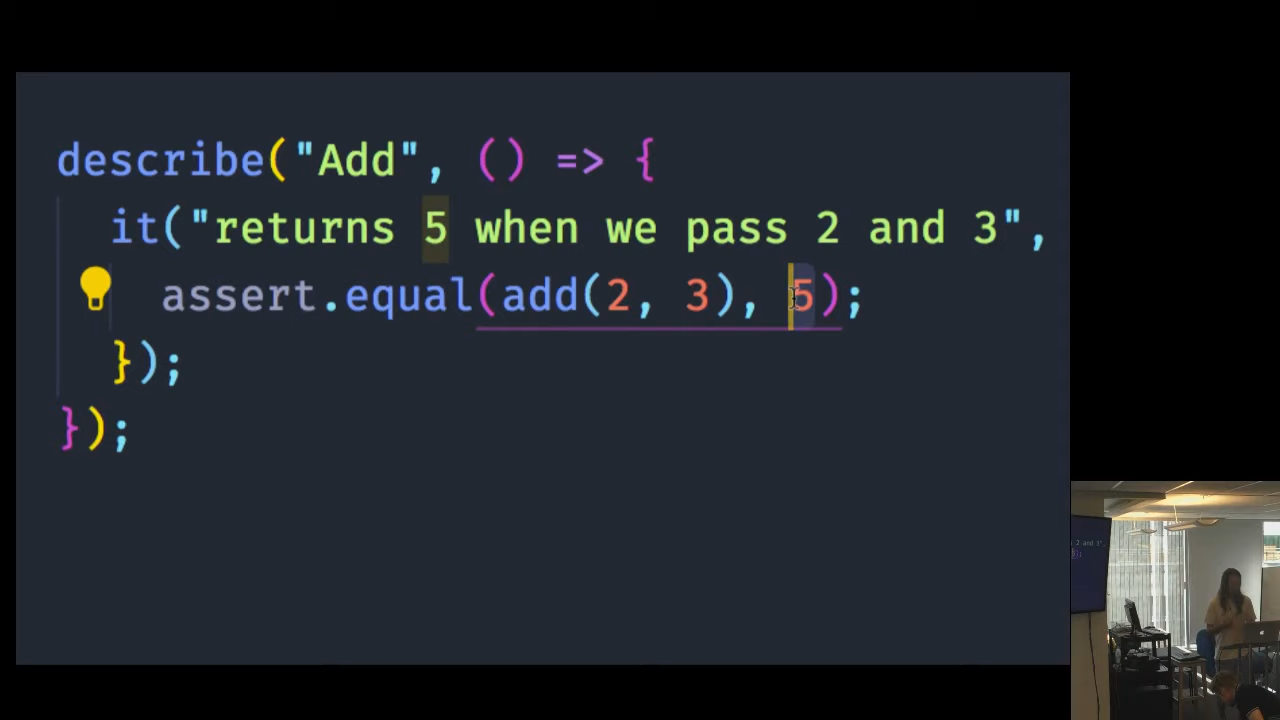 describe("Add", () => {
it("returns 5 when we pass 2 and 3",
assert.equal(add(2, 3), 5);
});
});